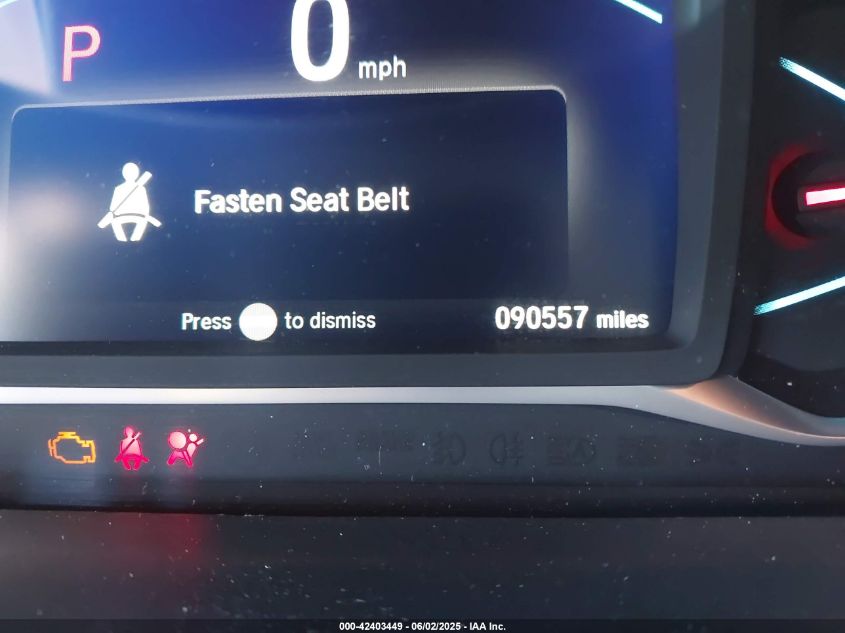 P
0 mph
Fasten Seat Belt
Press to dismiss
090557 miles
000-42403449 - 06/02/2025 - IAA Inc.